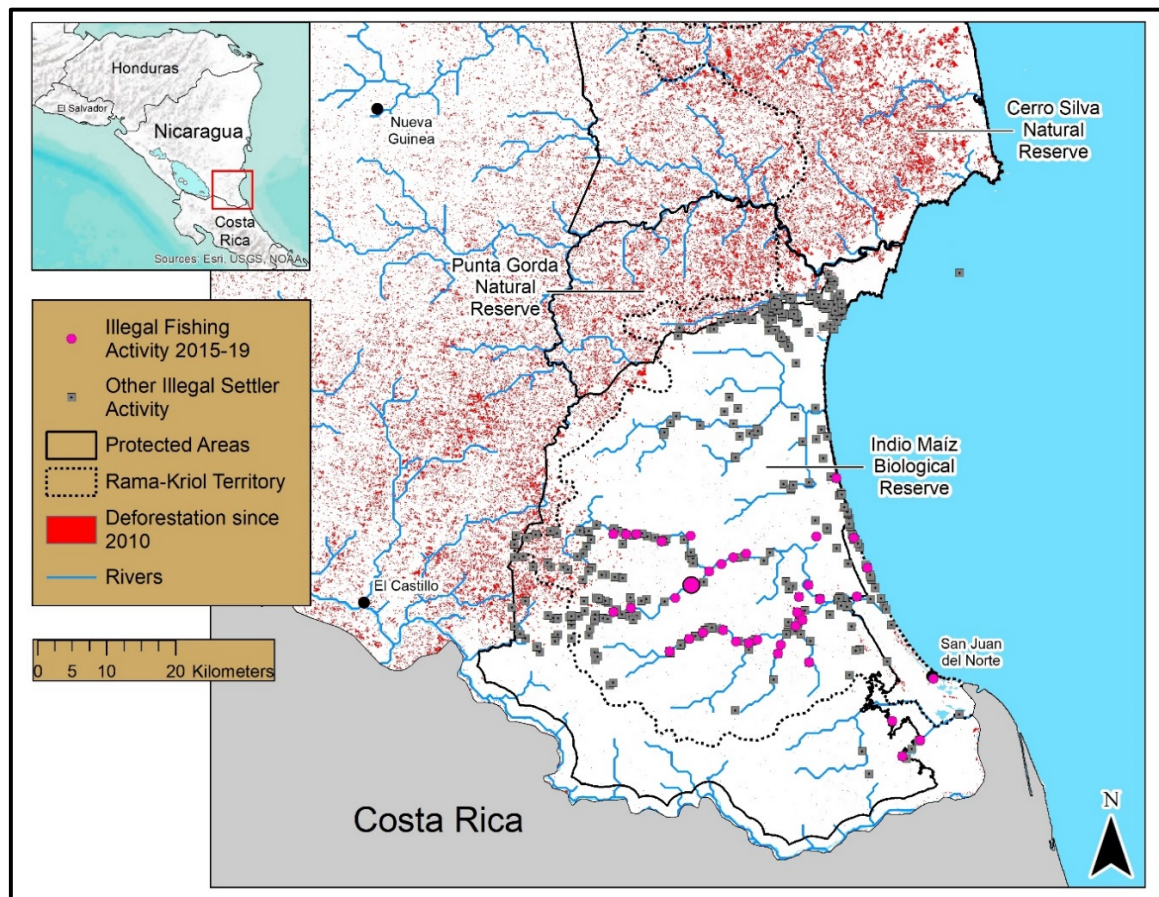 Honduras
El Salvador
Nicaragua
Costa
Rica
Sources: Esri, USGS, NOAA
Nueva
Guinea
Cerro Silva
Natural
Reserve
Punta Gorda
Natural
Reserve
Illegal Fishing
Activity 2015-19
Other Illegal Settler
Activity
Protected Areas
Rama-Kriol Territory
Deforestation since
2010
Rivers
Indio Maíz
Biological
Reserve
El Castillo
0 5 10 20 Kilometers
San Juan
del Norte
Costa Rica
N